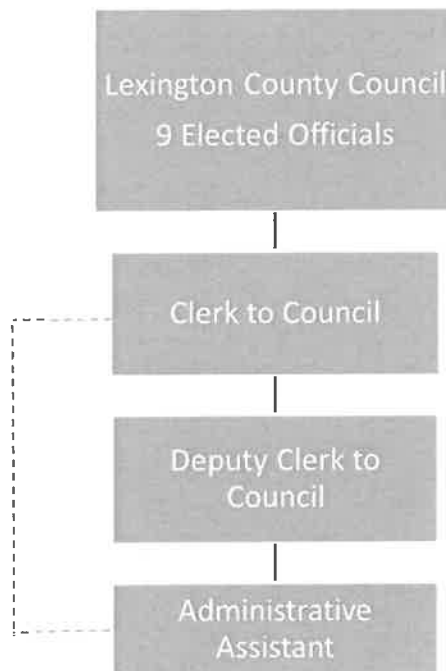 Lexington County Council
9 Elected Officials
Clerk to Council
Deputy Clerk to
Council
Administrative
Assistant